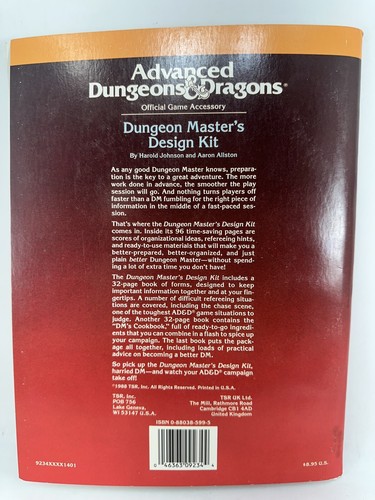 Advanced
Dungeons & Dragons®
Official Game Accessory
Dungeon Master's
Design Kit
By Harold Johnson and Aaron Allston
As any good Dungeon Master knows, prepara-
tion is the key to a great adventure. The more
work done in advance, the smoother the play
session will go. And nothing turns players off
faster than a DM fumbling for the right piece of
information in the middle of a fast-paced ses-
sion.
That's where the Dungeon Master's Design Kit
comes in. Inside its 96 time-saving pages are
scores of organizational ideas, refereeing hints,
and ready-to-use materials that will make you a
better-prepared, better-organized, and just
plain better Dungeon Master—without spend-
ing a lot of extra time you don't have!
The Dungeon Master's Design Kit includes a
32-page book of forms, designed to keep
important information together and at your fin-
gertips. A number of difficult refereeing situa-
tions are covered, including the chase scene,
one of the toughest AD&D® game situations to
judge. Another 32-page book contains the
"DM's Cookbook," full of ready-to-go ingredi-
ents that you can combine in a flash to spice up
your campaign. The last book puts the pack-
age all together, including loads of practical
advice on becoming a better DM.
So pick up the Dungeon Master's Design Kit,
harried DM—and watch your AD&D® campaign
take off!
©1988 TSR, Inc. All Rights Reserved. Printed in U.S.A.
TSR, Inc.
POB 756
Lake Geneva,
WI 53147 U.S.A.
TSR UK Ltd.
The Mill, Rathmore Road
Cambridge CB1 4AD
United Kingdom
ISBN 0-88038-599-5
0 46363 09234 4
9234XXXX1401
$8.95 U.S.